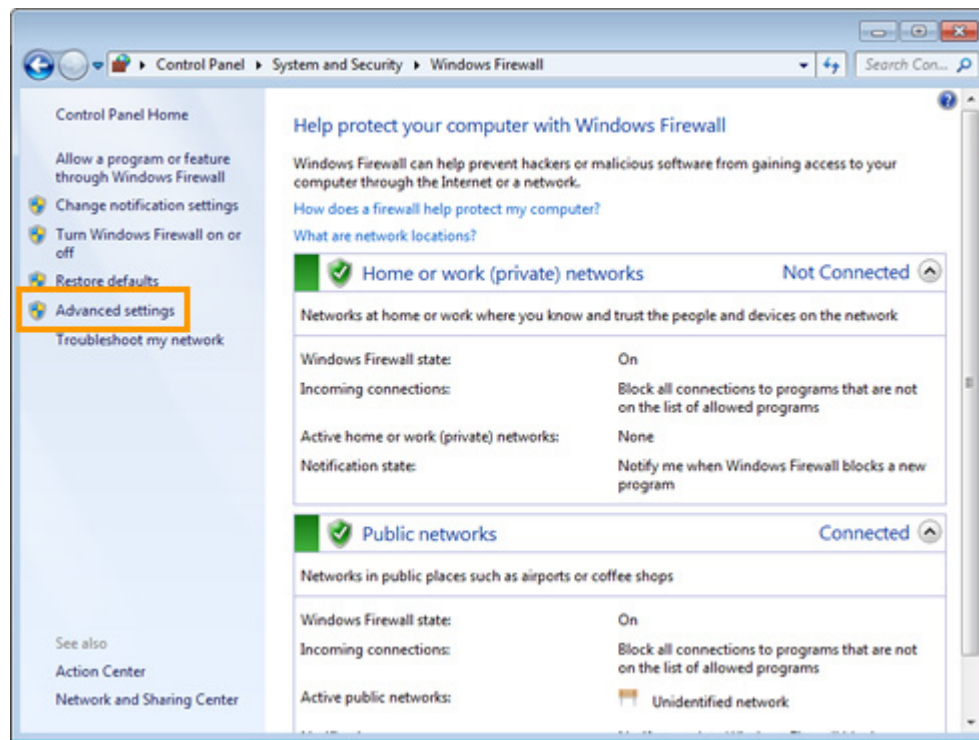 Control Panel ▸ System and Security ▸ Windows Firewall
Search Con...
Control Panel Home
Allow a program or feature
through Windows Firewall
Change notification settings
Turn Windows Firewall on or
off
Restore defaults
Advanced settings
Troubleshoot my network
See also
Action Center
Network and Sharing Center
Help protect your computer with Windows Firewall
Windows Firewall can help prevent hackers or malicious software from gaining access to your
computer through the Internet or a network.
How does a firewall help protect my computer?
What are network locations?
Home or work (private) networks Not Connected
Networks at home or work where you know and trust the people and devices on the network
Windows Firewall state: On
Incoming connections: Block all connections to programs that are not
on the list of allowed programs
Active home or work (private) networks: None
Notification state: Notify me when Windows Firewall blocks a new
program
Public networks Connected
Networks in public places such as airports or coffee shops
Windows Firewall state: On
Incoming connections: Block all connections to programs that are not
on the list of allowed programs
Active public networks: Unidentified network